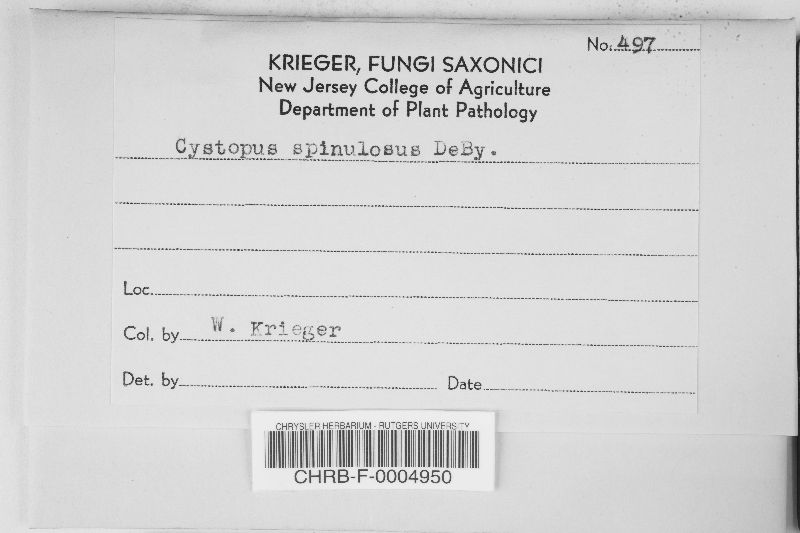 No. 497
KRIEGER, FUNGI SAXONICI
New Jersey College of Agriculture
Department of Plant Pathology
Cystopus spinulosus DeBy.
Loc.
Col. by W. Krieger
Det. by Date
CHRYSLER HERBARIUM - RUTGERS UNIVERSITY
CHRB-F-0004950